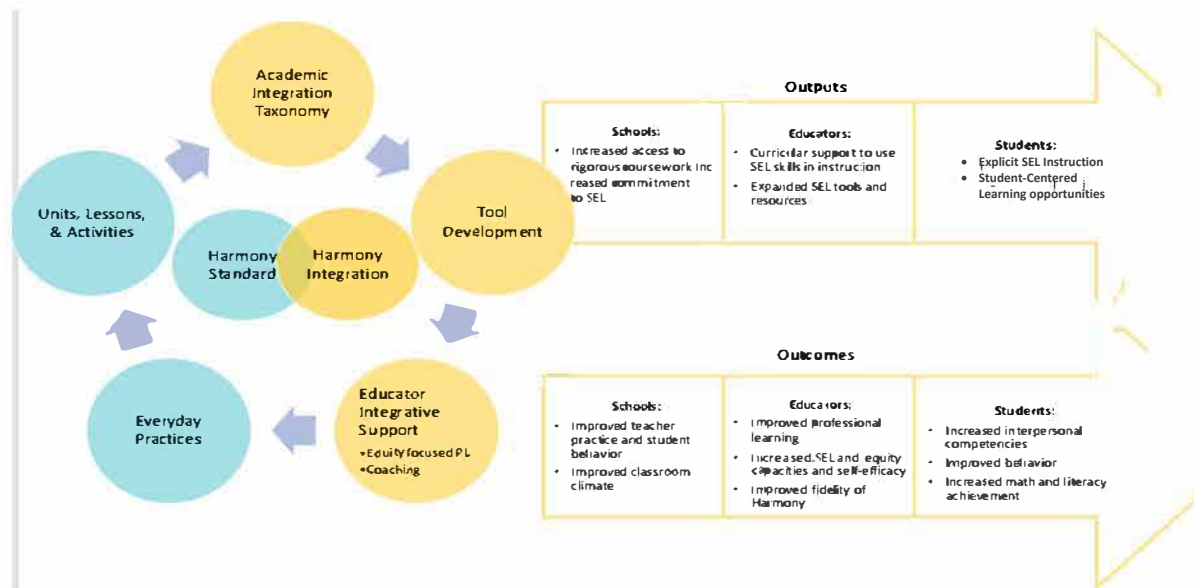 Academic
Integration
Taxonomy
Units, Lessons,
& Activities
Tool
Development
Harmony
Standard
Harmony
Integration
Everyday
Practices
Educator
Integrative
Support
•Equity focused PL
•Coaching
Outputs
Schools:
• Increased access to
rigorous coursework Inc
reased commitment
to SEL
Educators:
• Curricular support to use
SEL skills in instruction
• Expanded SEL tools and
resources
Students:
• Explicit SEL Instruction
• Student-Centered
Learning opportunities
Outcomes
Schools:
• Improved teacher
practice and student
behavior
• Improved classroom
climate
Educators:
• Improved professional
learning
• Increased SEL and equity
capacities and self-efficacy
• Improved fidelity of
Harmony
Students:
• Increased interpersonal
competencies
• Improved behavior
• Increased math and literacy
achievement